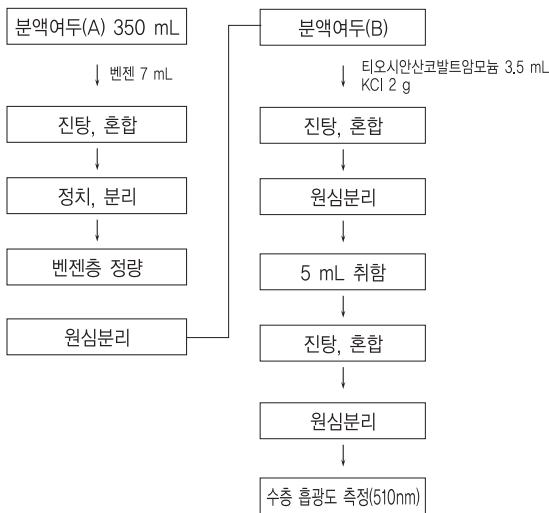 분액여두(A) 350 mL
벤젠 7 mL
진탕, 혼합
정치, 분리
벤젠층 정량
원심분리
분액여두(B)
티오시안산코발트암모늄 3.5 mL
KCl 2 g
진탕, 혼합
원심분리
5 mL 취함
진탕, 혼합
원심분리
수층 흡광도 측정(510nm)